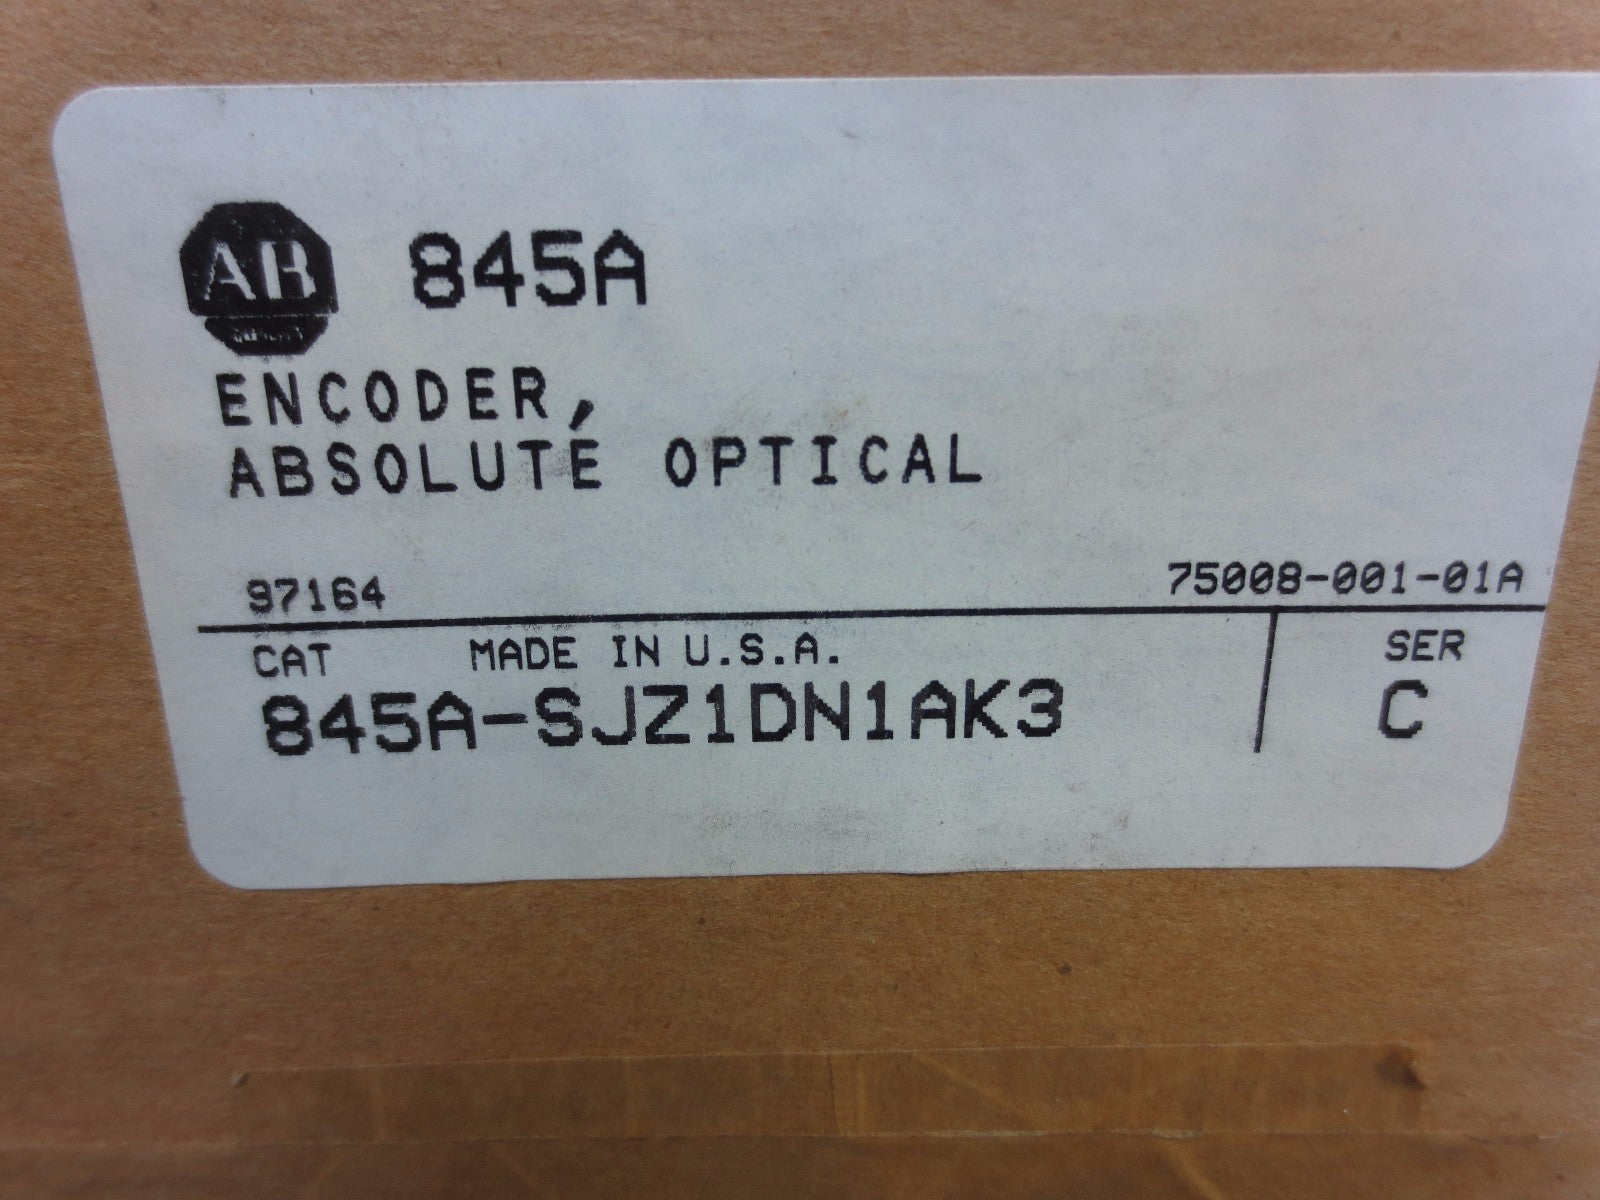 AB 845A
ENCODER,
ABSOLUTE OPTICAL
97164 75008-001-01A
CAT MADE IN U.S.A. SER
845A-SJZ1DN1AK3 C